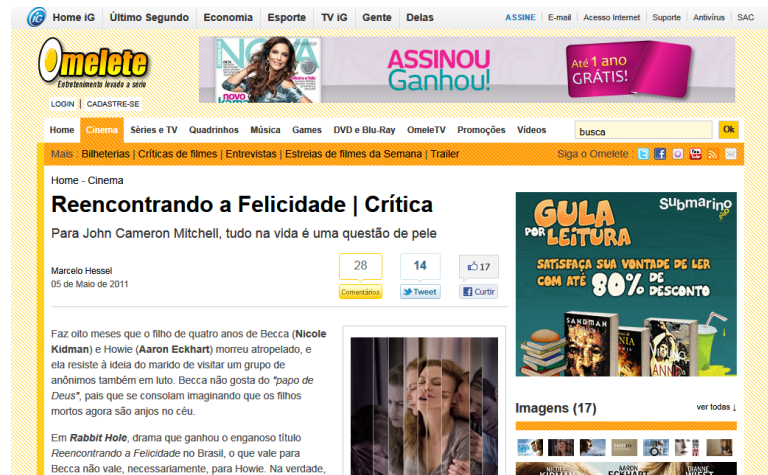 iG Home iG Último Segundo Economia Esporte TV iG Gente Delas ASSINE E-mail Acesso Internet Suporte Antivírus SAC
Omelete
Entretenimento levado a sério
NOVA
ASSINOU
Ganhou!
Até 1 ano
GRÁTIS!
LOGIN | CADASTRE-SE
Home Cinema Séries e TV Quadrinhos Música Games DVD e Blu-Ray OmeleTV Promoções Vídeos busca Ok
Mais : Bilheterias | Críticas de filmes | Entrevistas | Estreias de filmes da Semana | Trailer Siga o Omelete :
Home - Cinema
Reencontrando a Felicidade | Crítica
Para John Cameron Mitchell, tudo na vida é uma questão de pele
Marcelo Hessel
05 de Maio de 2011
28 14 17
Comentários Tweet Curtir
Faz oito meses que o filho de quatro anos de Becca (Nicole
Kidman) e Howie (Aaron Eckhart) morreu atropelado, e
ela resiste à ideia do marido de visitar um grupo de
anônimos também em luto. Becca não gosta do "papo de
Deus", pais que se consolam imaginando que os filhos
mortos agora são anjos no céu.
Em Rabbit Hole, drama que ganhou o enganoso título
Reencontrando a Felicidade no Brasil, o que vale para
Becca não vale, necessariamente, para Howie. Na verdade,
submarino
GULA
POR
LEITURA
SATISFAÇA SUA VONTADE DE LER
COM ATÉ 80% DE
DESCONTO
SANDMAN
Imagens (17) ver todas ↓
NICOLE
KIDMAN
AARON
ECKHART
DIANNE
WIEST